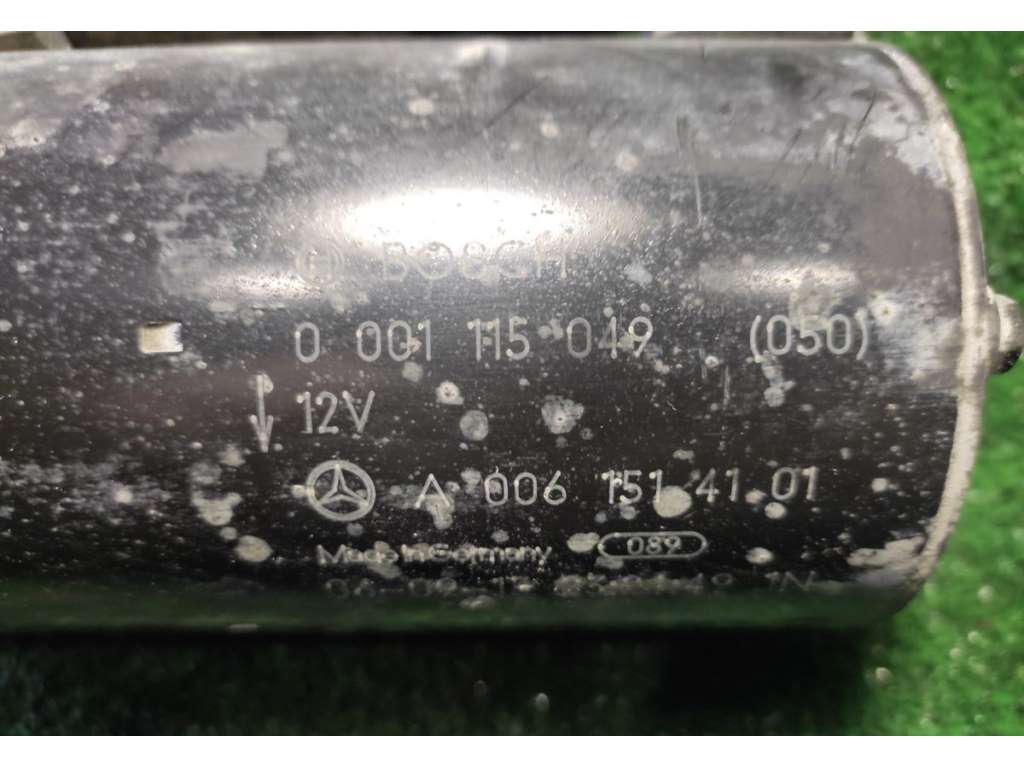 BOSCH
0 001 115 049 (050)
12V
A 006 151 41 01
Made in Germany 089